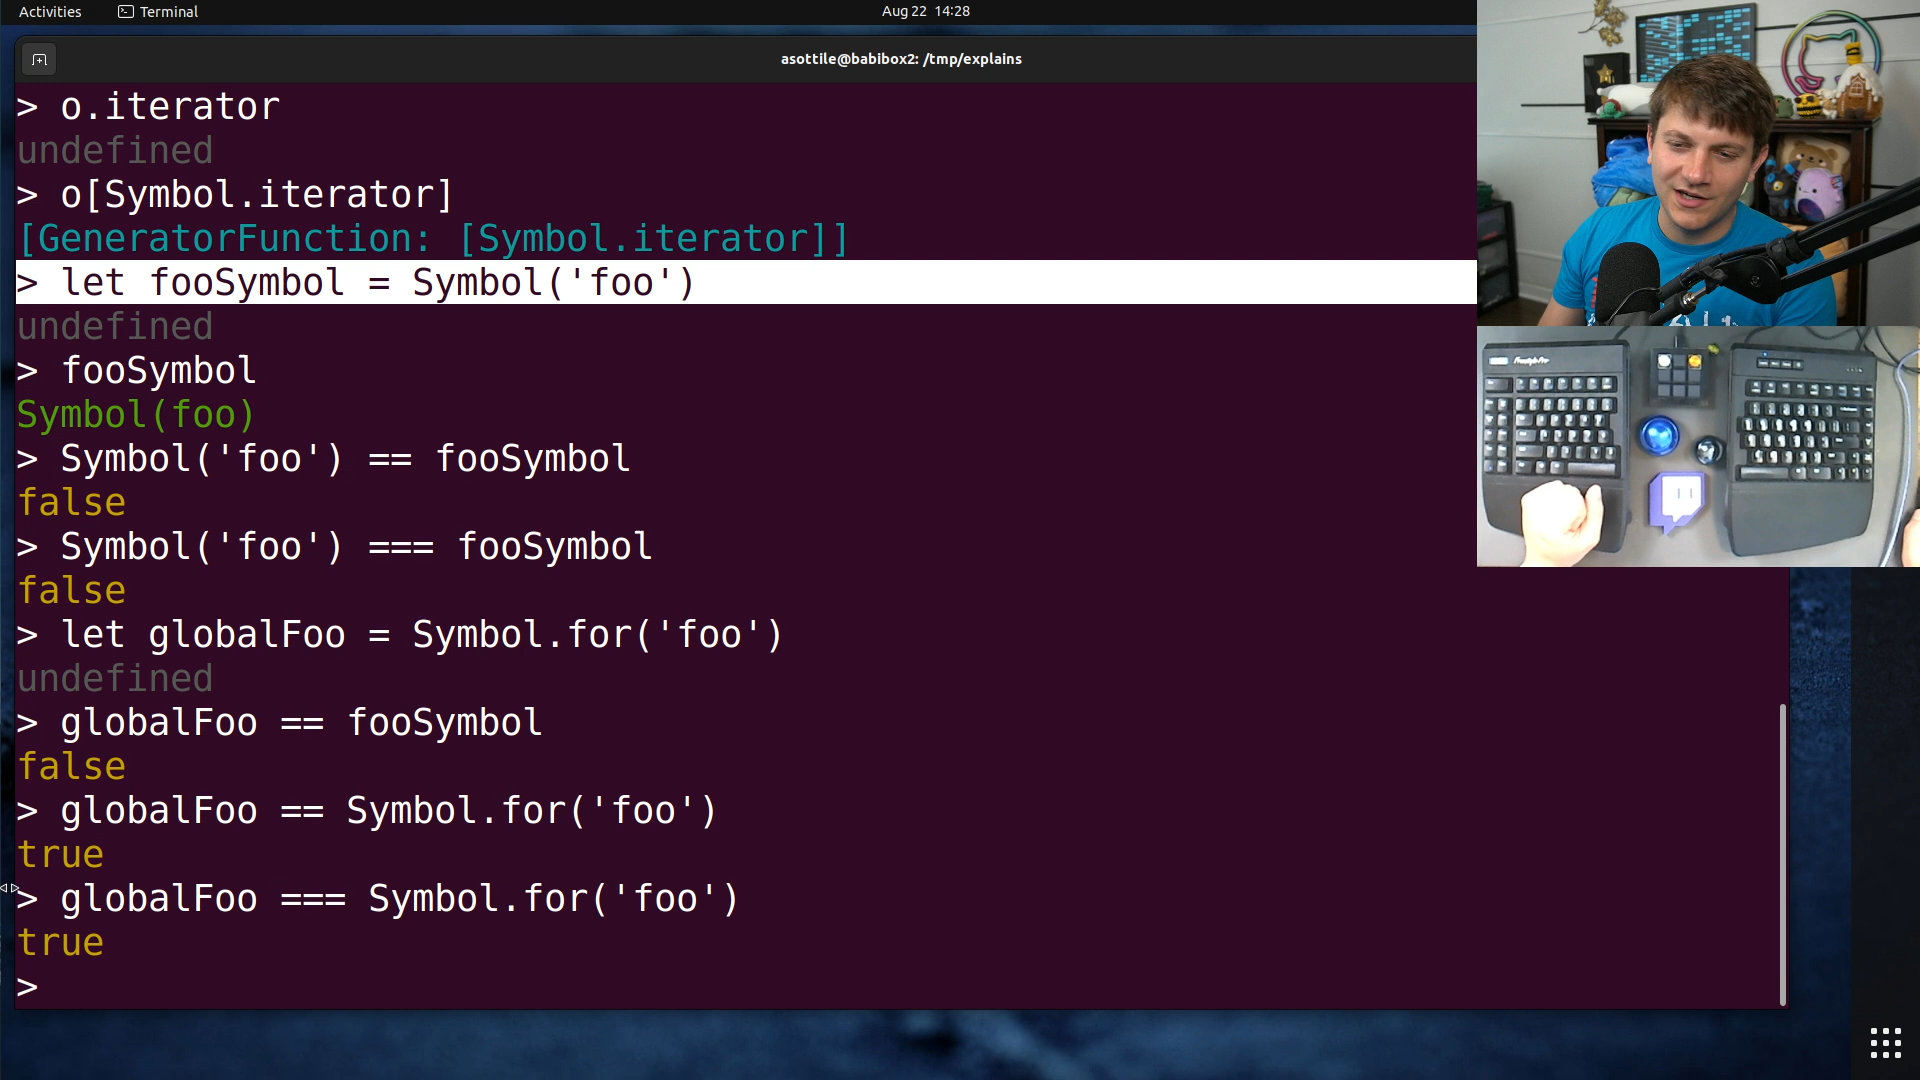 Activities
Terminal
Aug 22 14:28
asottile@babibox2: /tmp/explains
> o.iterator
undefined
> o[Symbol.iterator]
[GeneratorFunction: [Symbol.iterator]]
> let fooSymbol = Symbol('foo')
undefined
> fooSymbol
Symbol(foo)
> Symbol('foo') == fooSymbol
false
> Symbol('foo') === fooSymbol
false
> let globalFoo = Symbol.for('foo')
undefined
> globalFoo == fooSymbol
false
> globalFoo == Symbol.for('foo')
true
> globalFoo === Symbol.for('foo')
true
>